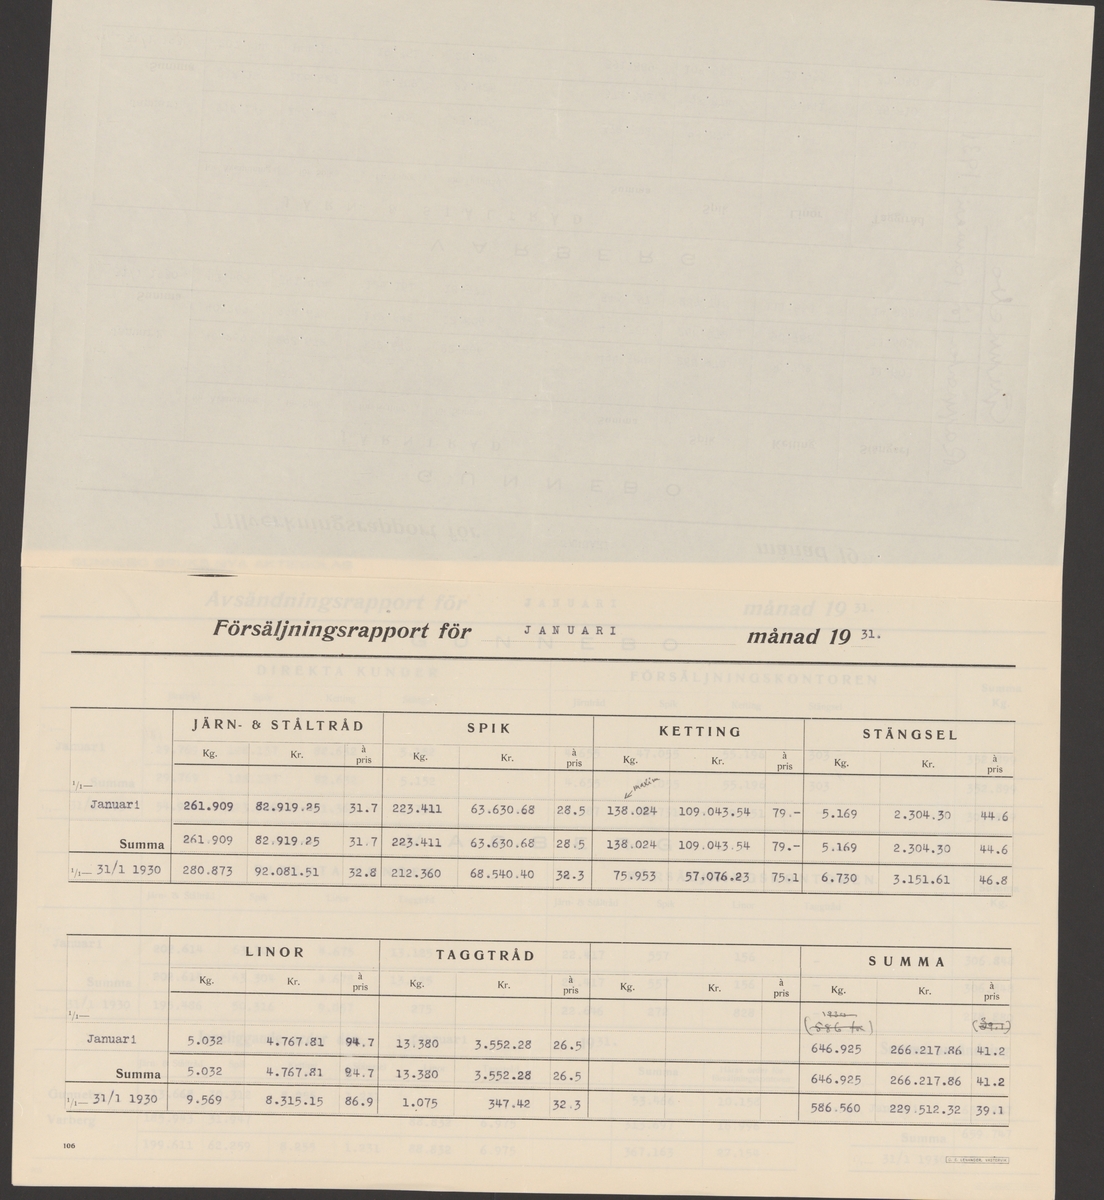 Försäljningsrapport för JANUARI månad 19 31.
JÄRN- & STÅLTRÅD SPIK KETTING STÄNGSEL
Kg. Kr. à pris Kg. Kr. à pris Kg. Kr. à pris Kg. Kr. à pris
1/1—
Januari 261.909 82.919.25 31.7 223.411 63.630.68 28.5 138.024 109.043.54 79.- 5.169 2.304.30 44.6
Summa 261.909 82.919.25 31.7 223.411 63.630.68 28.5 138.024 109.043.54 79.- 5.169 2.304.30 44.6
1/1— 31/1 1930 280.873 92.081.51 32.8 212.360 68.540.40 32.3 75.953 57.076.23 75.1 6.730 3.151.61 46.8
LINOR TAGGTRÅD SUMMA
Kg. Kr. à pris Kg. Kr. à pris Kg. Kr. à pris Kg. Kr. à pris
1/1— (39.1)
Januari 5.032 4.767.81 94.7 13.380 3.552.28 26.5 646.925 266.217.86 41.2
Summa 5.032 4.767.81 94.7 13.380 3.552.28 26.5 646.925 266.217.86 41.2
1/1— 31/1 1930 9.569 8.315.15 86.9 1.075 347.42 32.3 586.560 229.512.32 39.1
106